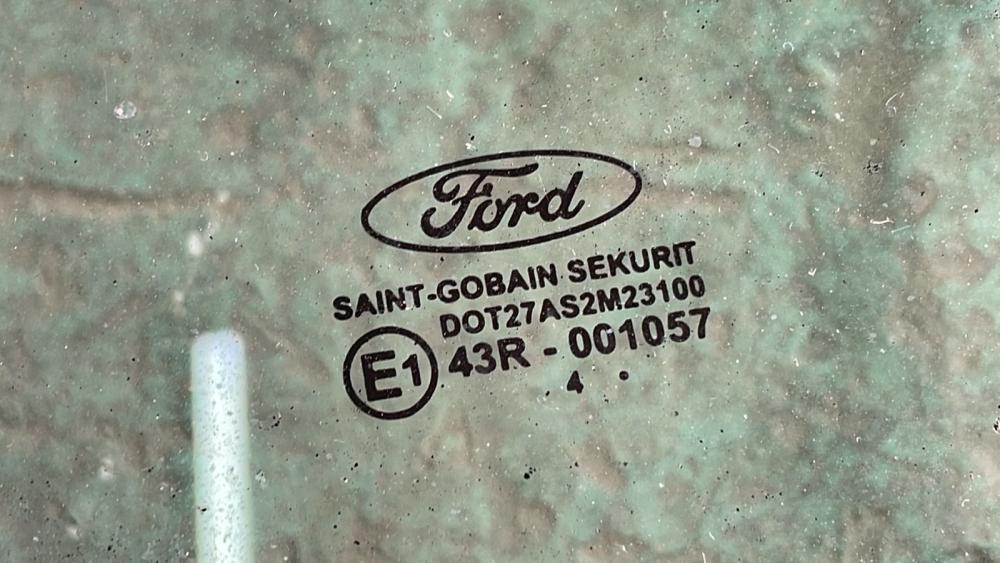 Ford
SAINT-GOBAIN SEKURIT
DOT27AS2M23100
E1 43R - 001057
4 •